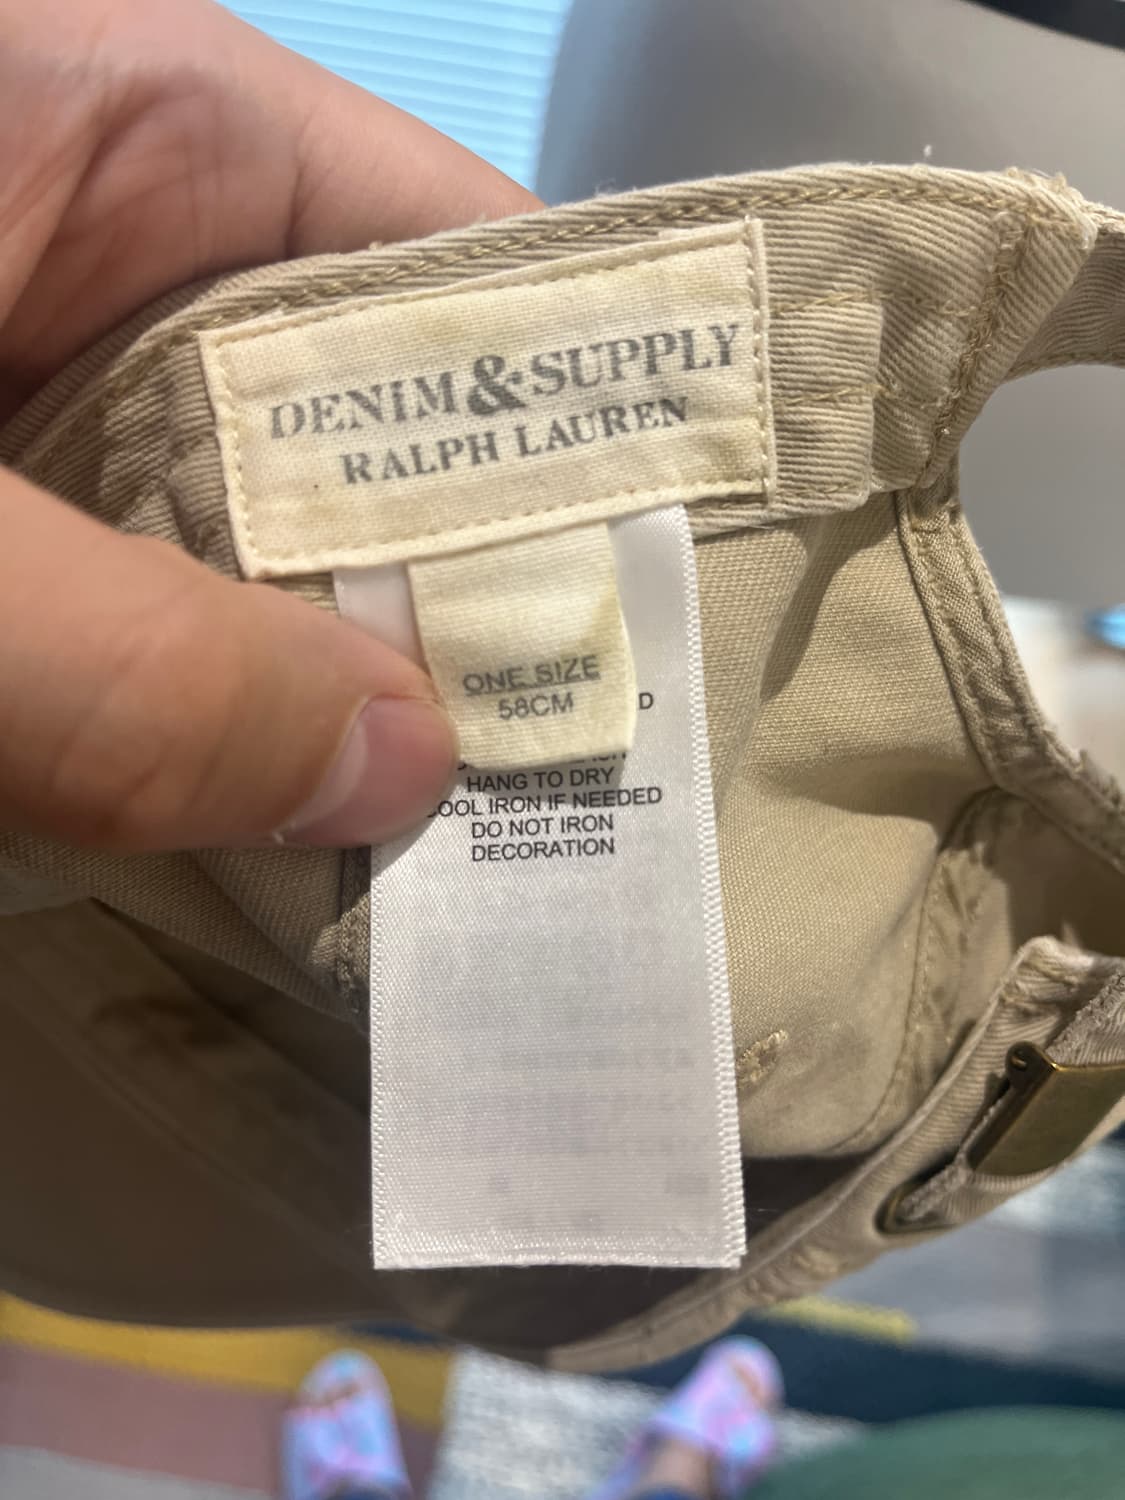 DENIM&SUPPLY
RALPH LAUREN
ONE SIZE
58CM
D
HANG TO DRY
COOL IRON IF NEEDED
DO NOT IRON
DECORATION